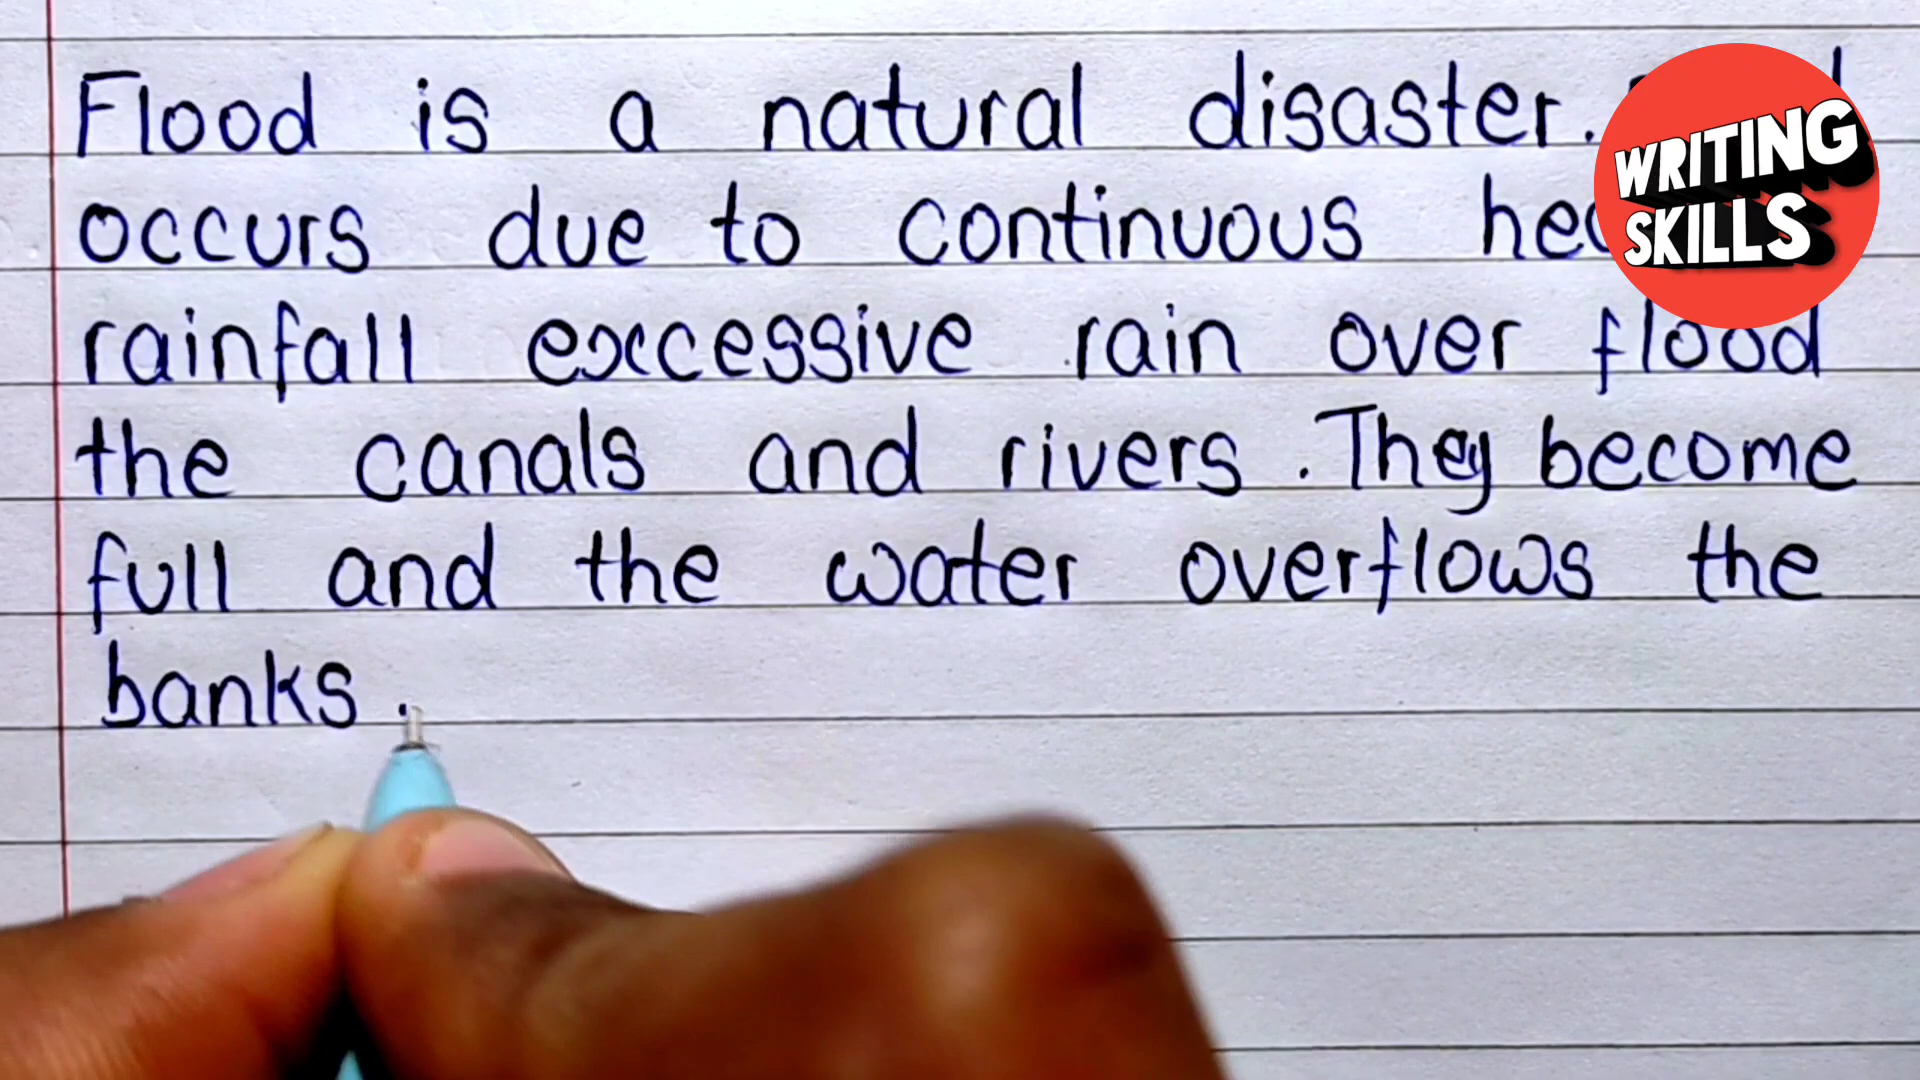 Flood is a natural disaster.
occurs due to continuous
rainfall excessive rain over flood
the canals and rivers. They become
full and the water overflows the
banks.
WRITING
SKILLS